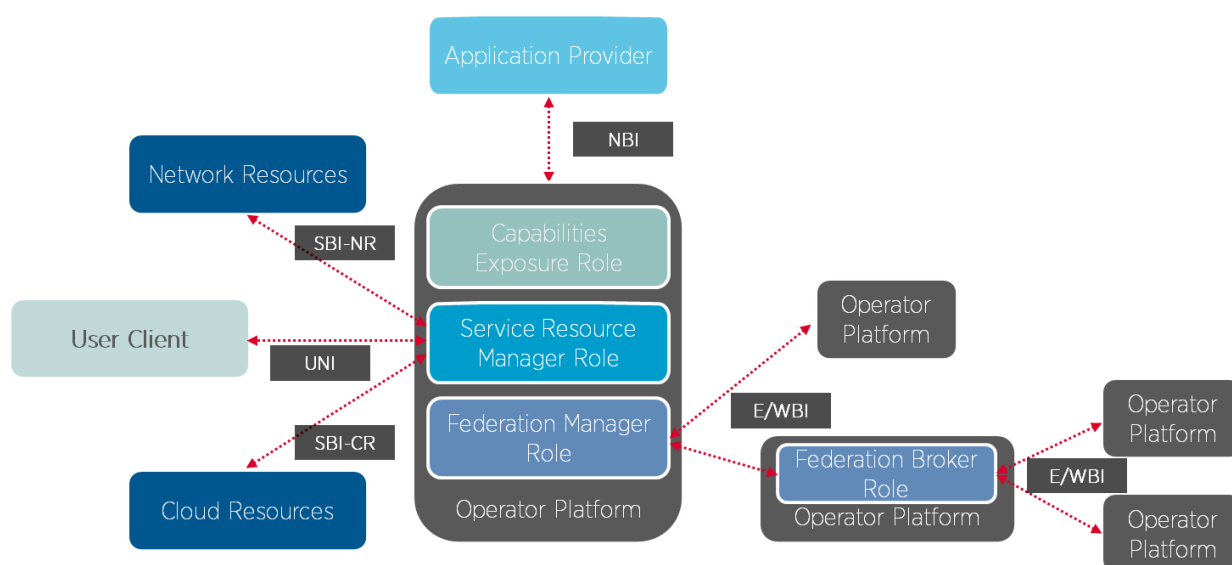 Application Provider
NBI
Network Resources
SBI-NR
Capabilities
Exposure Role
User Client
UNI
Service Resource
Manager Role
Operator
Platform
SBI-CR
Federation Manager
Role
E/WBI
Cloud Resources
Operator Platform
Federation Broker
Role
Operator Platform
E/WBI
Operator
Platform
Operator
Platform